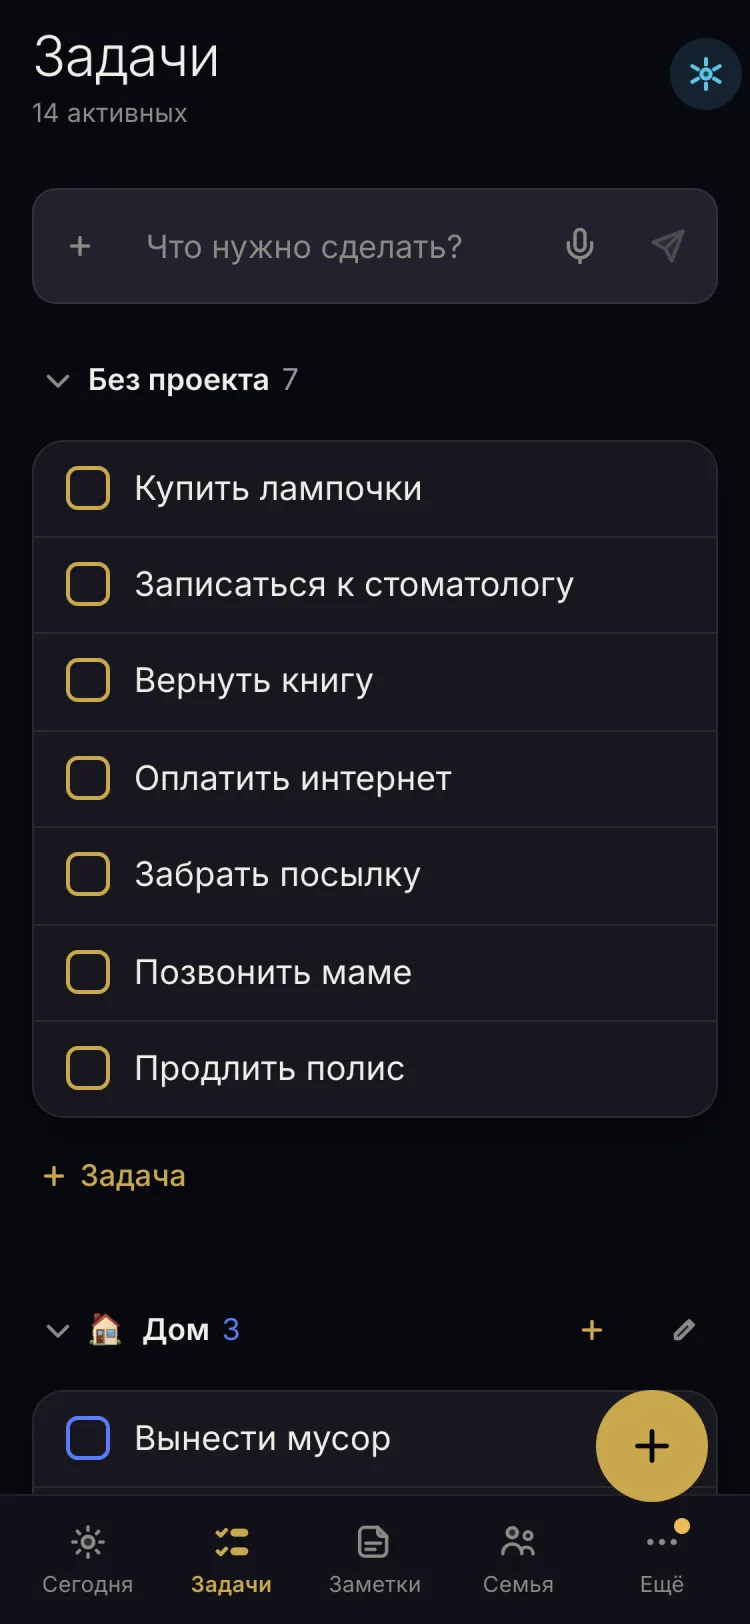 Задачи
14 активных
Что нужно сделать?
Без проекта 7
Купить лампочки
Записаться к стоматологу
Вернуть книгу
Оплатить интернет
Забрать посылку
Позвонить маме
Продлить полис
+ Задача
Дом 3
Вынести мусор
Сегодня
Задачи
Заметки
Семья
Ещё